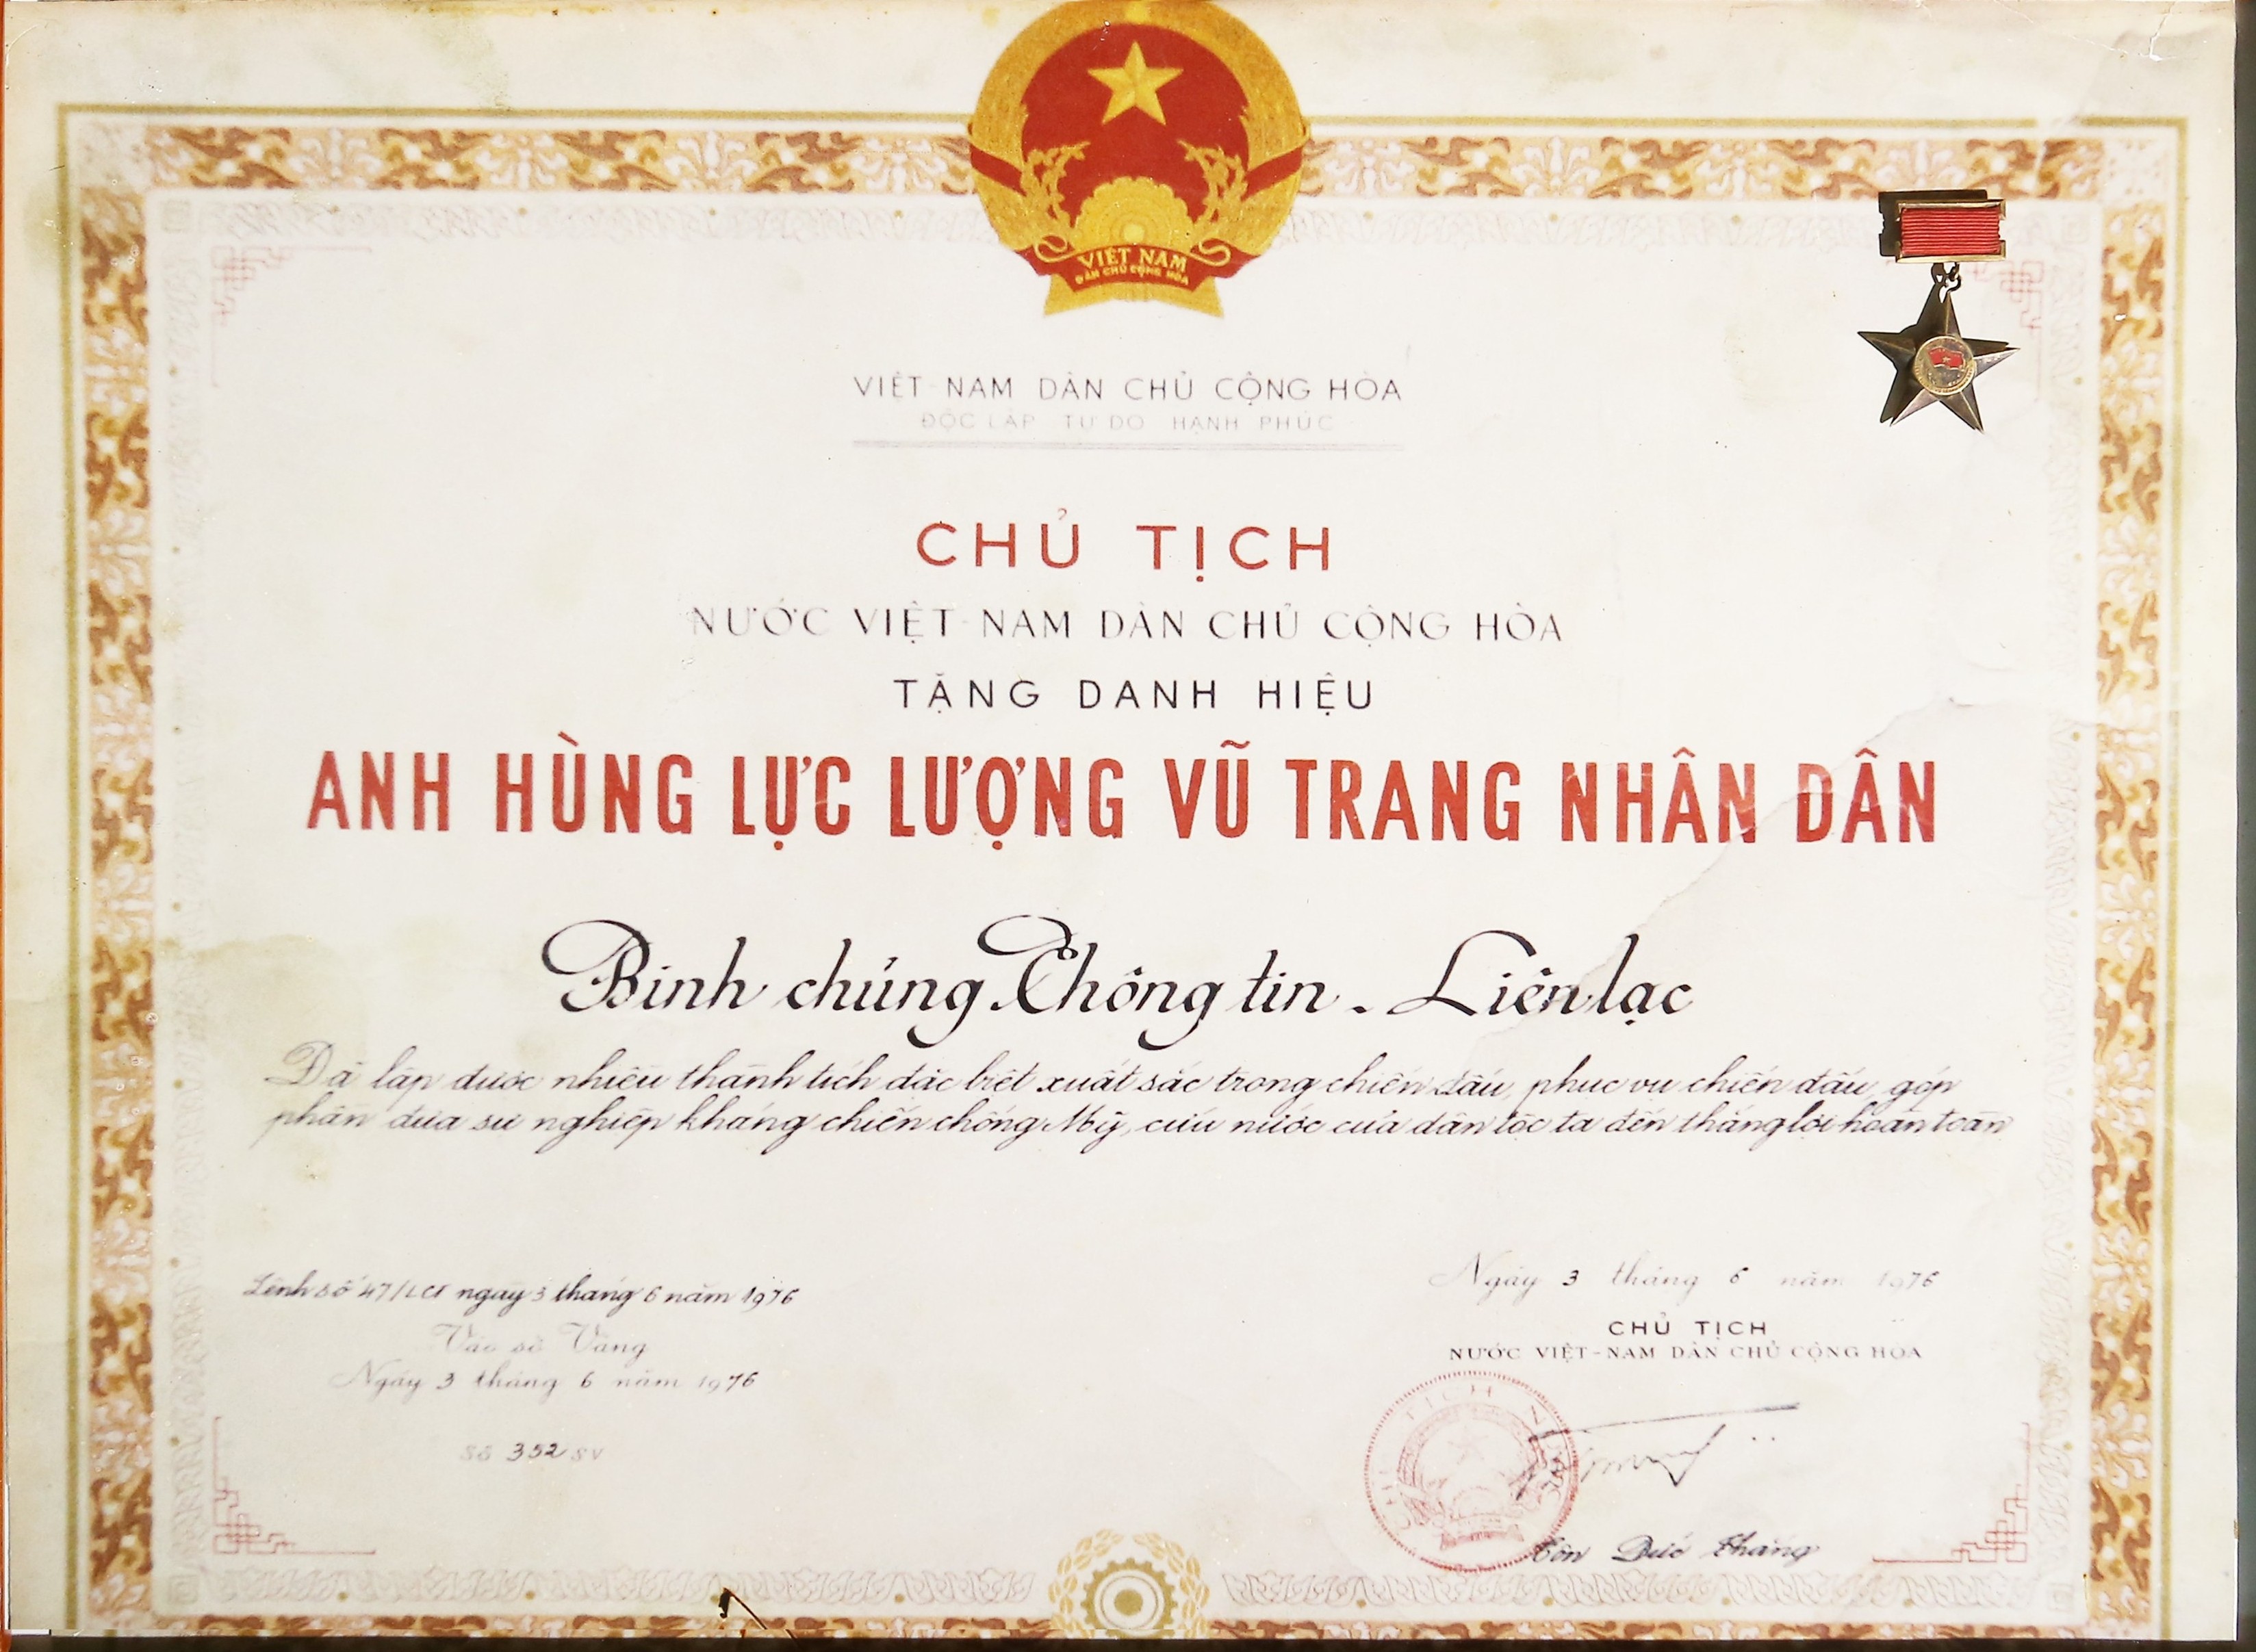 VIỆT NAM
DÂN CHỦ CỘNG HÒA
VIỆT NAM DÂN CHỦ CỘNG HÒA
ĐỘC LẬP TỰ DO HẠNH PHÚC
CHỦ TỊCH
NƯỚC VIỆT-NAM DÂN CHỦ CỘNG HÒA
TẶNG DANH HIỆU
ANH HÙNG LỰC LƯỢNG VŨ TRANG NHÂN DÂN
Binh chủng Thông tin - Liên lạc
Đã lập được nhiều thành tích đặc biệt xuất sắc trong chiến đấu, phục vụ chiến đấu, góp
phần đưa sự nghiệp kháng chiến chống Mỹ, cứu nước của dân tộc ta đến thắng lợi hoàn toàn
Lệnh số 47/LCT ngày 3 tháng 6 năm 1976
Vào sổ Vàng
Ngày 3 tháng 6 năm 1976
Số 352 SV
Ngày 3 tháng 6 năm 1976
CHỦ TỊCH
NƯỚC VIỆT-NAM DÂN CHỦ CỘNG HÒA
Tôn Đức Thắng